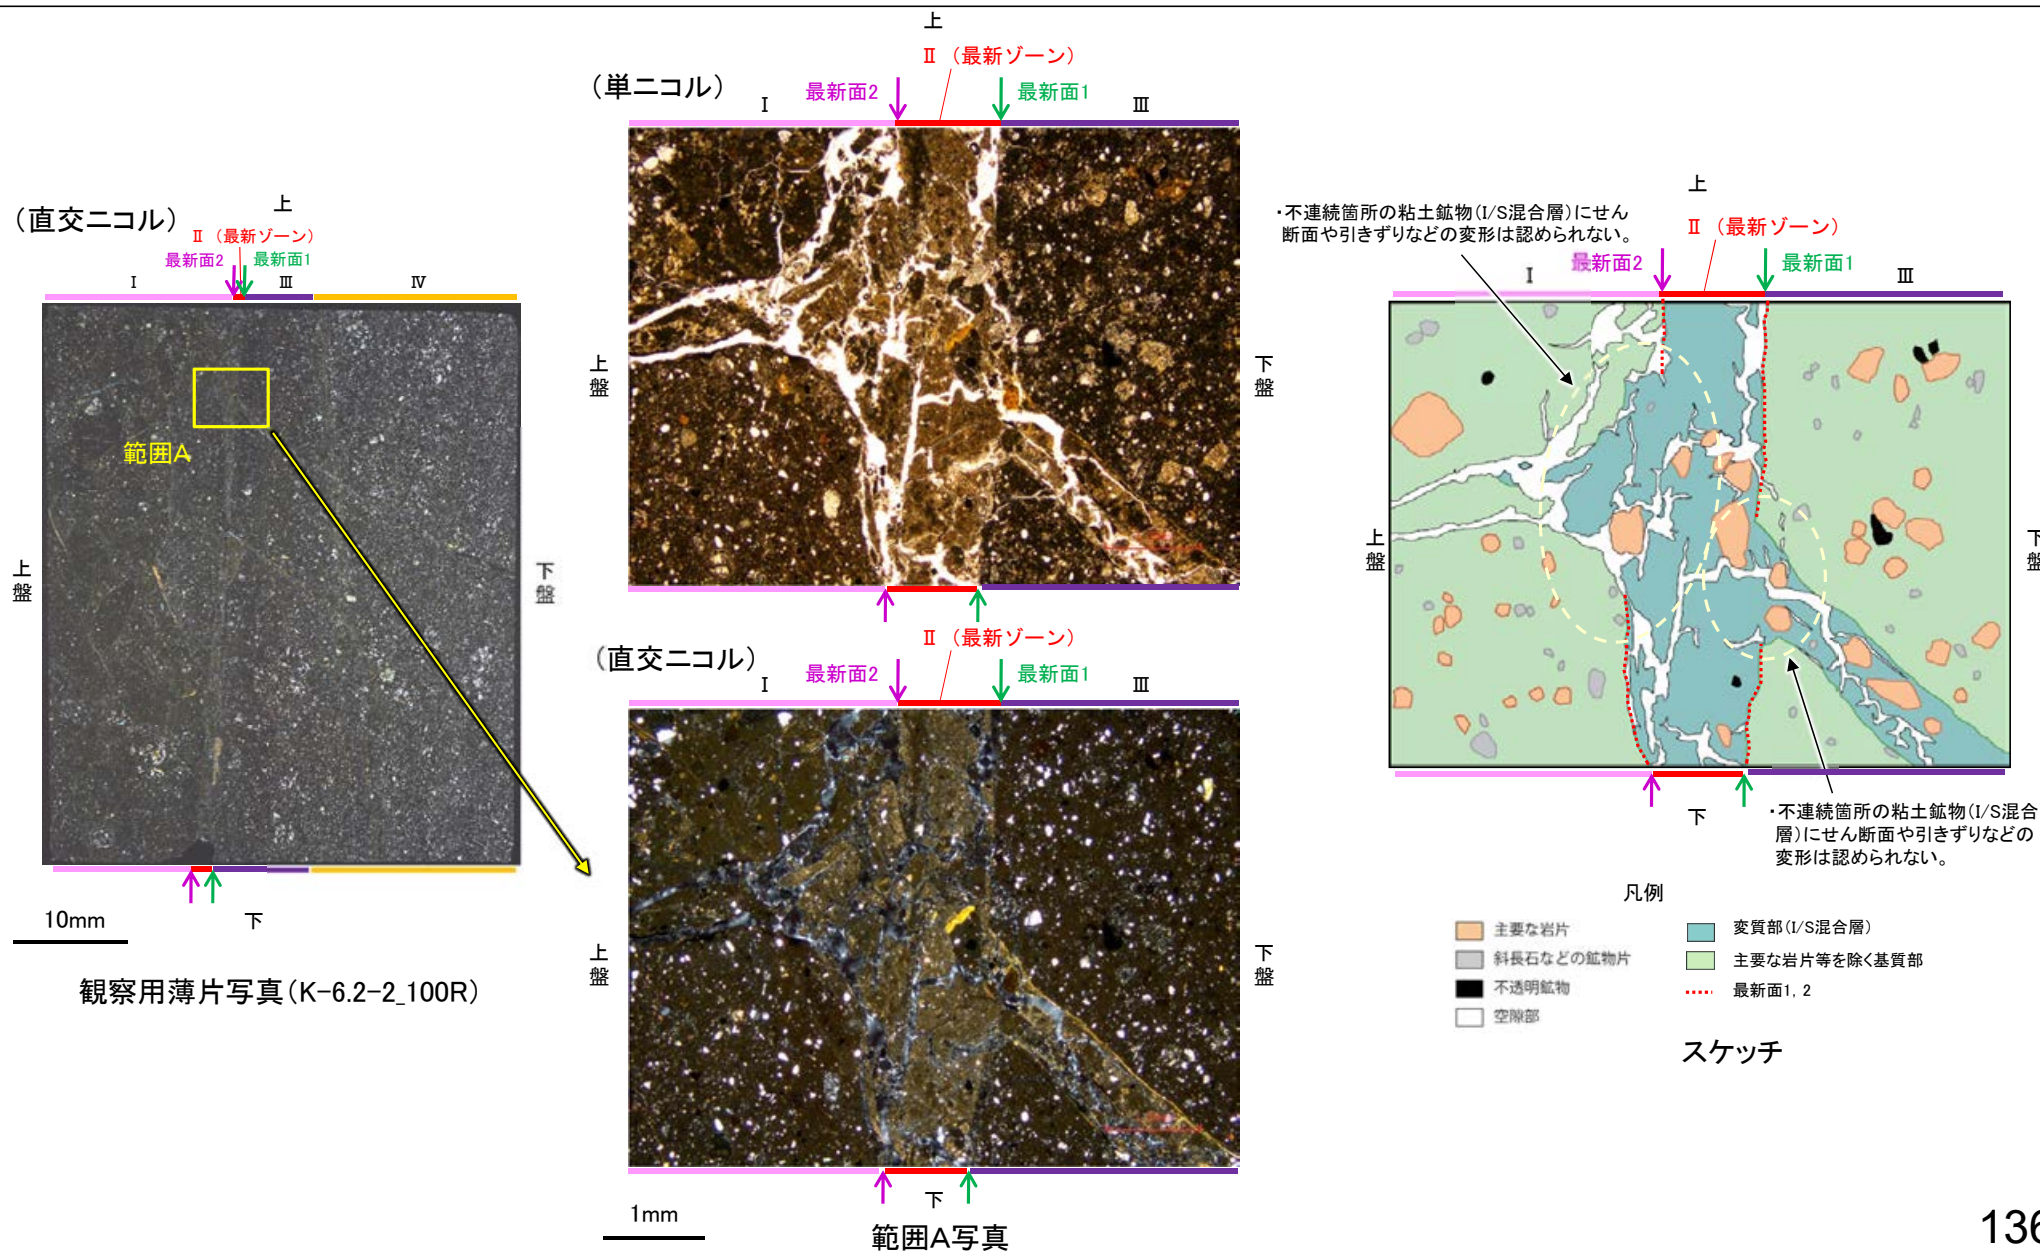 (直交ニコル)
上
Ⅱ (最新ゾーン)
最新面2
最新面1
Ⅰ
Ⅲ
Ⅳ
範囲A
上盤
下盤
10mm
下
観察用薄片写真(K-6.2-2_100R)
上
Ⅱ (最新ゾーン)
(単ニコル)
Ⅰ
最新面2
最新面1
Ⅲ
上盤
下盤
Ⅱ (最新ゾーン)
(直交ニコル)
Ⅰ
最新面2
最新面1
Ⅲ
上盤
下盤
下
1mm
範囲A写真
上
・不連続箇所の粘土鉱物(I/S混合層)にせん
断面や引きずりなどの変形は認められない。
Ⅱ (最新ゾーン)
最新面2
最新面1
Ⅰ
Ⅲ
上盤
下盤
下
・不連続箇所の粘土鉱物(I/S混合
層)にせん断面や引きずりなどの
変形は認められない。
凡例
主要な岩片
斜長石などの鉱物片
不透明鉱物
空隙部
変質部(I/S混合層)
主要な岩片等を除く基質部
最新面1, 2
スケッチ
136